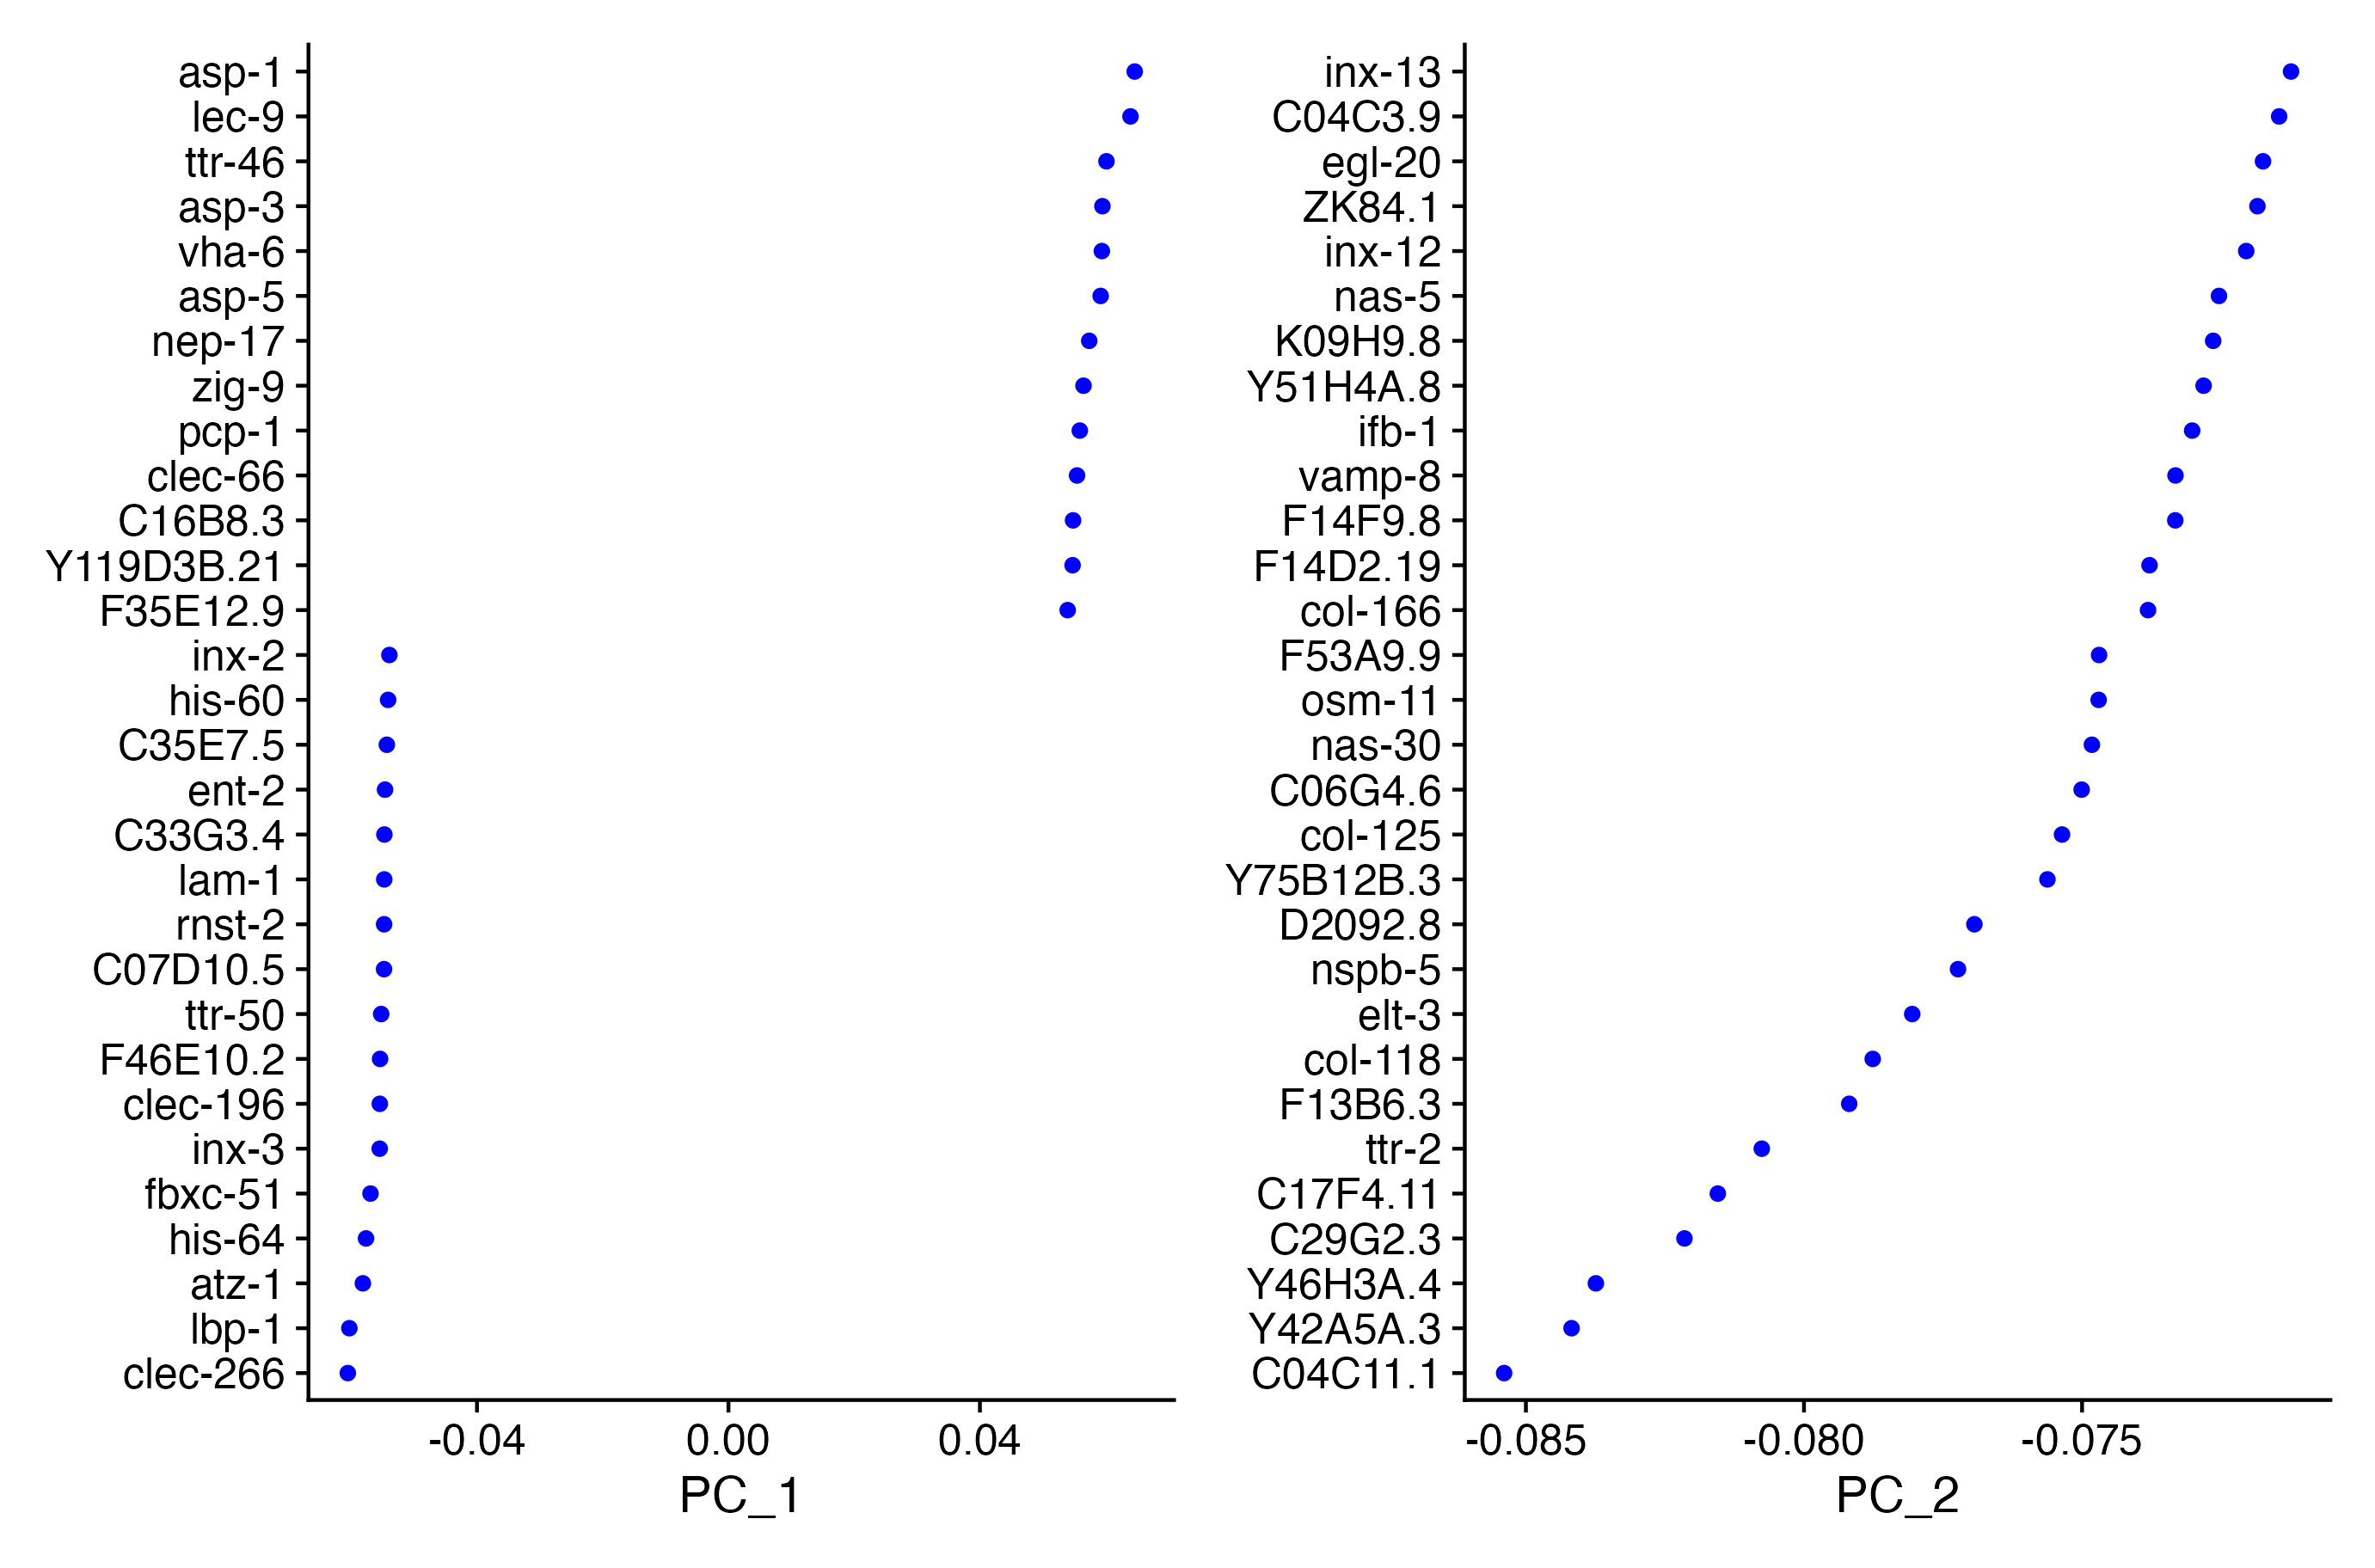 asp-1
lec-9
ttr-46
asp-3
vha-6
asp-5
nep-17
zig-9
pcp-1
clec-66
C16B8.3
Y119D3B.21
F35E12.9
inx-2
his-60
C35E7.5
ent-2
C33G3.4
lam-1
rnst-2
C07D10.5
ttr-50
F46E10.2
clec-196
inx-3
fbxc-51
his-64
atz-1
lbp-1
clec-266
-0.04 0.00 0.04
PC_1
inx-13
C04C3.9
egl-20
ZK84.1
inx-12
nas-5
K09H9.8
Y51H4A.8
ifb-1
vamp-8
F14F9.8
F14D2.19
col-166
F53A9.9
osm-11
nas-30
C06G4.6
col-125
Y75B12B.3
D2092.8
nspb-5
elt-3
col-118
F13B6.3
ttr-2
C17F4.11
C29G2.3
Y46H3A.4
Y42A5A.3
C04C11.1
-0.085 -0.080 -0.075
PC_2